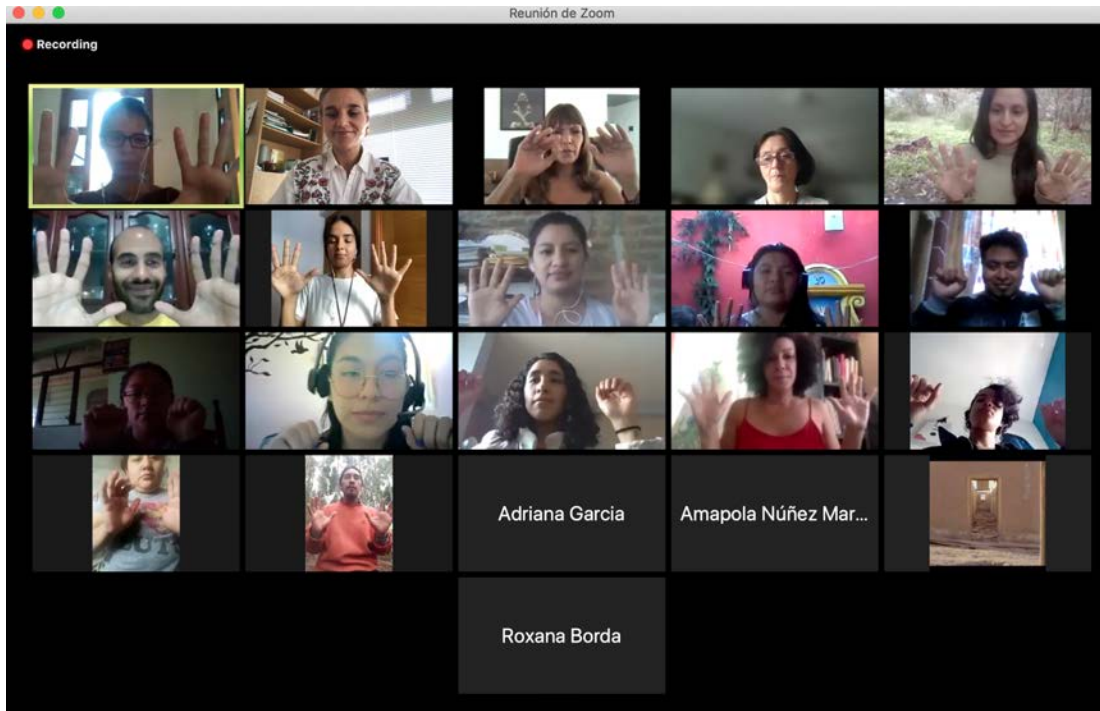 Reunión de Zoom
Recording
Adriana Garcia
Amapola Núñez Mar...
Roxana Borda